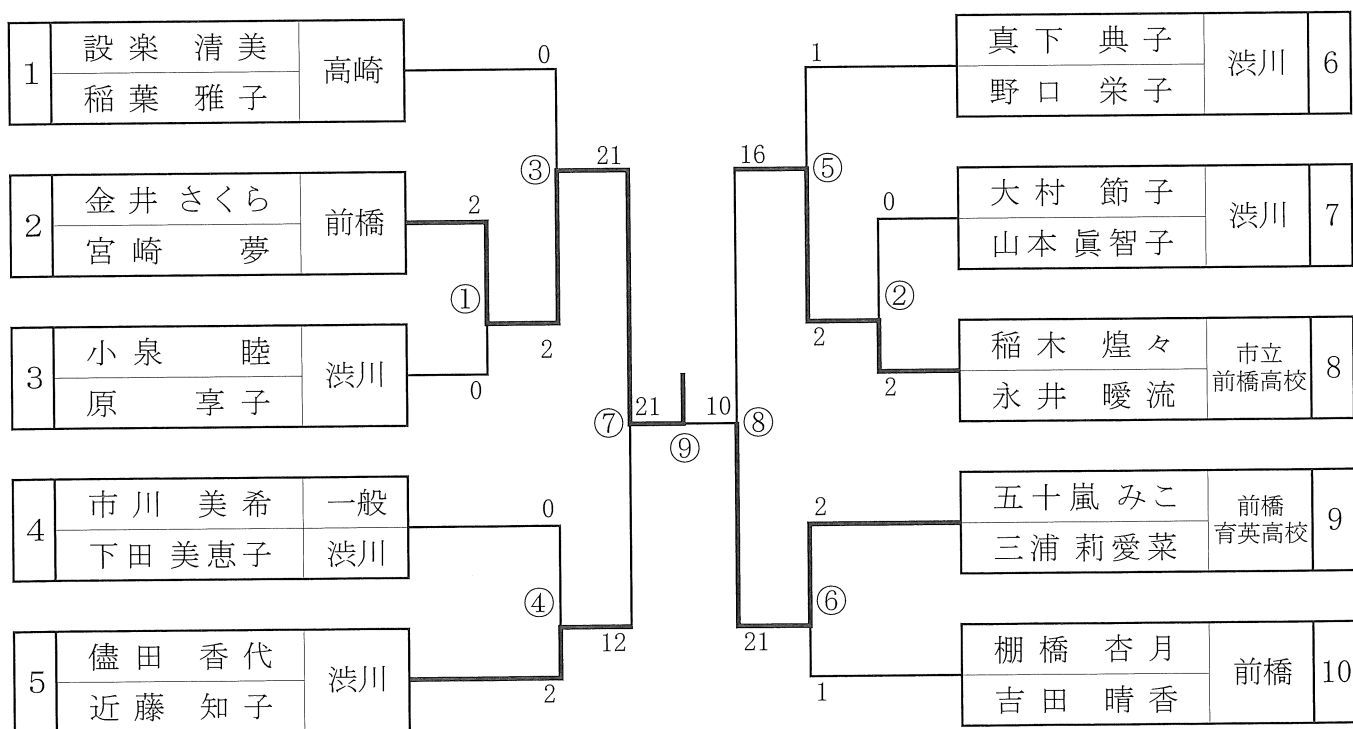 1 設楽 清美 高崎
稲葉 雅子
2 金井 さくら 前橋
宮崎 夢
3 小泉 睦 渋川
原 享子
4 市川 美希 一般
下田 美恵子 渋川
5 儘田 香代 渋川
近藤 知子
0
③ 21
2
①
2
0
⑦ 21
0
④
12
2
⑨
10 ⑧
1
16 ⑤
0
②
2
2
2
⑥
21
1
真下 典子 渋川 6
野口 栄子
大村 節子 渋川 7
山本 眞智子
稲木 煌々 市立前橋高校 8
永井 曖流
五十嵐 みこ 前橋育英高校 9
三浦 莉愛菜
棚橋 杏月 前橋 10
吉田 晴香